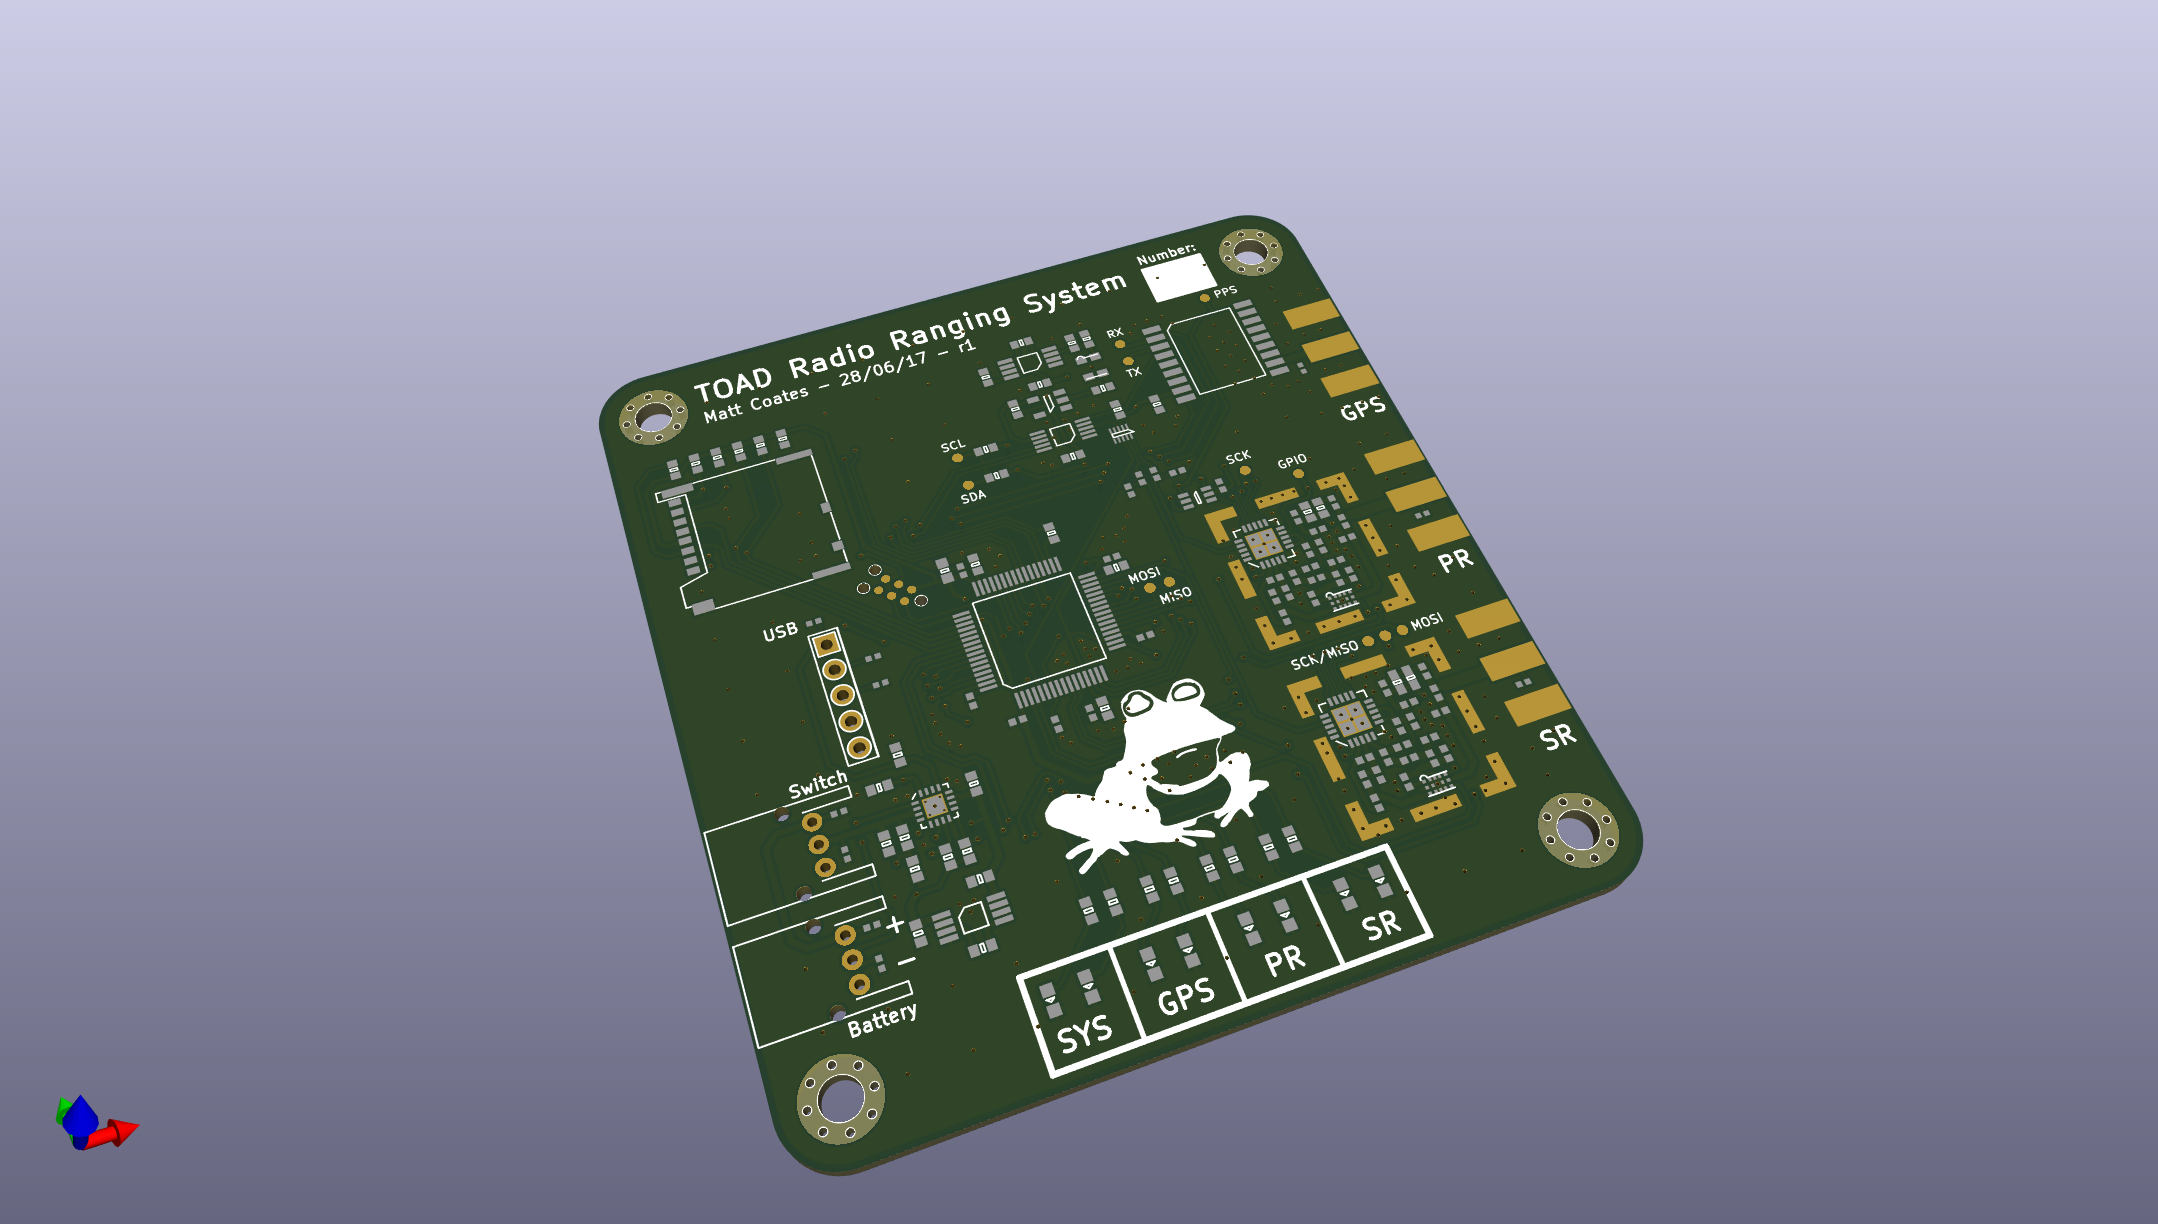 Number:
TOAD Radio Ranging System
Matt Coates - 28/06/17 - r1
PPS
RX
TX
GPS
SCL
SDA
SCK
GPIO
PR
MOSI
MISO
USB
SCK/MISO
MOSI
SR
Switch
+
-
Battery
SYS
GPS
PR
SR